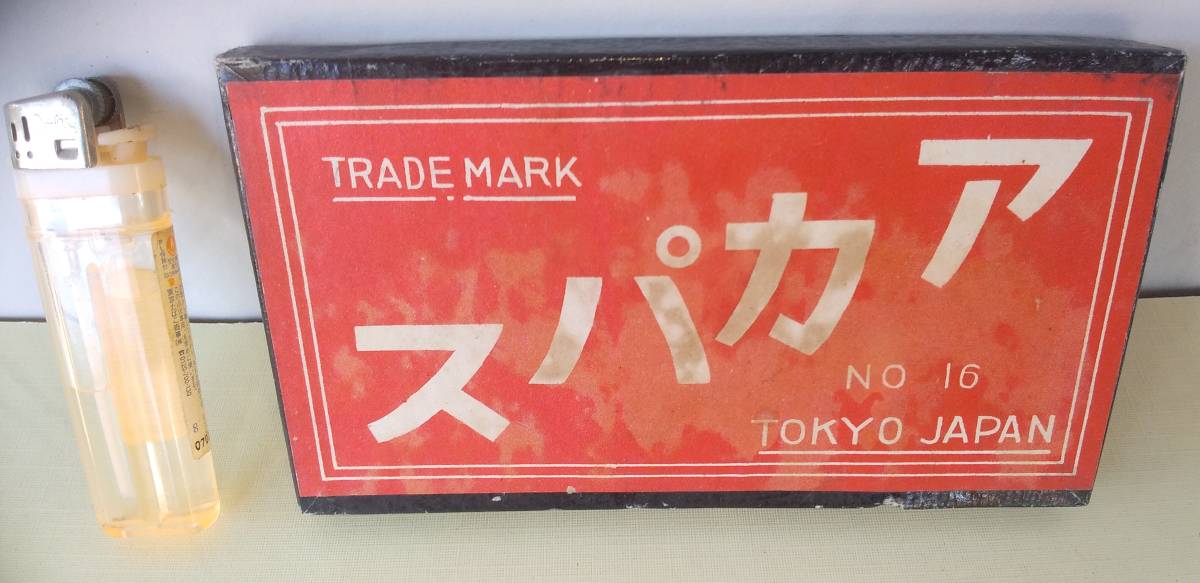 TRADE MARK
アカパス
NO 16
TOKYO JAPAN